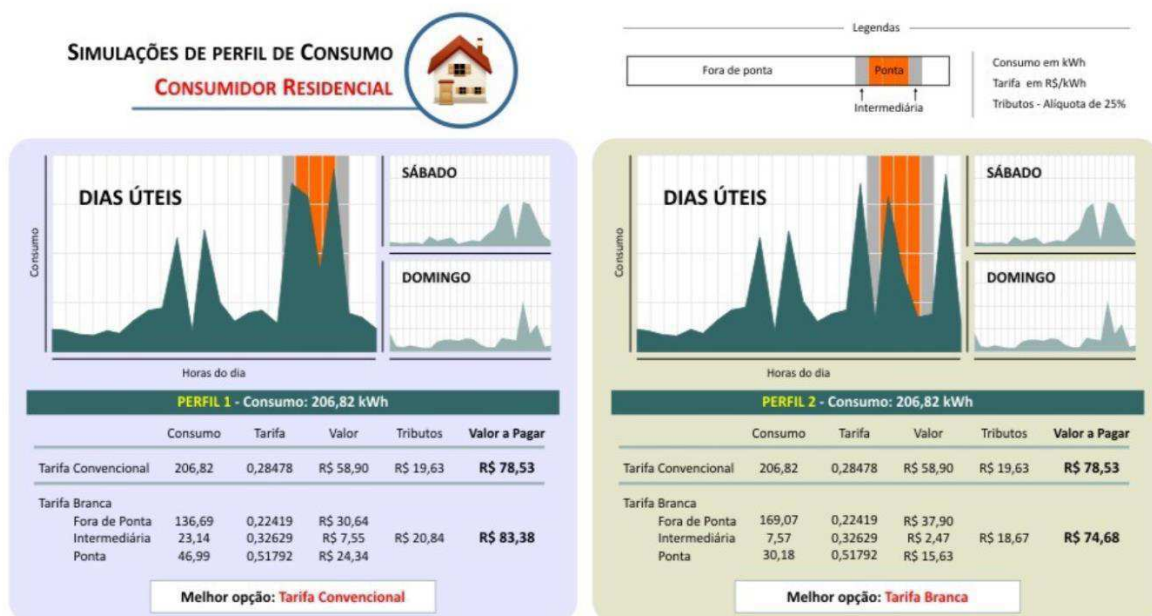 SIMULAÇÕES DE PERFIL DE CONSUMO
CONSUMIDOR RESIDENCIAL
Legendas
Fora de ponta
Ponta
Intermediária
Consumo em kWh
Tarifa em R$/kWh
Tributos - Alíquota de 25%
DIAS ÚTEIS
Consumo
Horas do dia
SÁBADO
DOMINGO
PERFIL 1 - Consumo: 206,82 kWh
Consumo Tarifa Valor Tributos Valor a Pagar
Tarifa Convencional 206,82 0,28478 R$ 58,90 R$ 19,63 R$ 78,53
Tarifa Branca
Fora de Ponta 136,69 0,22419 R$ 30,64
Intermediária 23,14 0,32629 R$ 7,55 R$ 20,84 R$ 83,38
Ponta 46,99 0,51792 R$ 24,34
Melhor opção: Tarifa Convencional
DIAS ÚTEIS
Consumo
Horas do dia
SÁBADO
DOMINGO
PERFIL 2 - Consumo: 206,82 kWh
Consumo Tarifa Valor Tributos Valor a Pagar
Tarifa Convencional 206,82 0,28478 R$ 58,90 R$ 19,63 R$ 78,53
Tarifa Branca
Fora de Ponta 169,07 0,22419 R$ 37,90
Intermediária 7,57 0,32629 R$ 2,47 R$ 18,67 R$ 74,68
Ponta 30,18 0,51792 R$ 15,63
Melhor opção: Tarifa Branca